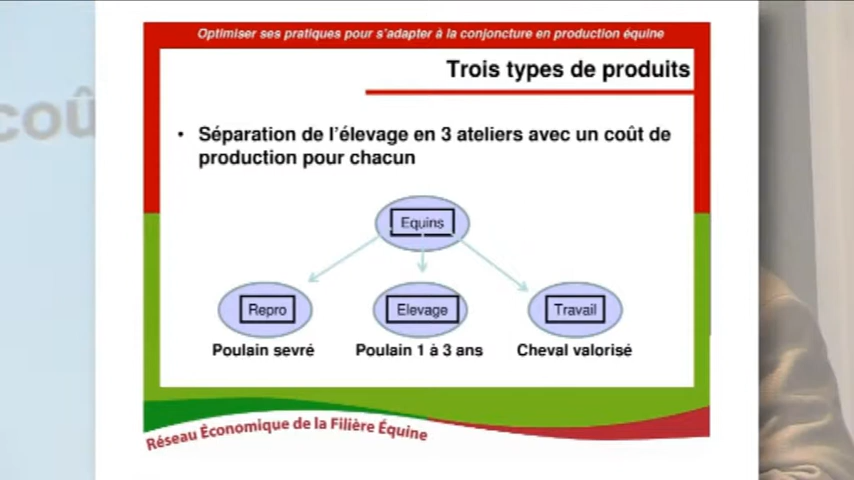 Optimiser ses pratiques pour s'adapter à la conjoncture en production équine
Trois types de produits
coû
• Séparation de l'élevage en 3 ateliers avec un coût de
production pour chacun
Equins
Repro
Elevage
Travail
Poulain sevré
Poulain 1 à 3 ans
Cheval valorisé
Réseau Économique de la Filière Équine